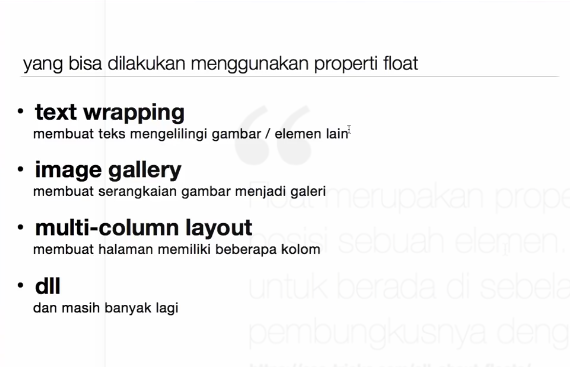 yang bisa dilakukan menggunakan properti float
• text wrapping
membuat teks mengelilingi gambar / elemen lain
• image gallery
membuat serangkaian gambar menjadi galeri
• multi-column layout
membuat halaman memiliki beberapa kolom
• dll
dan masih banyak lagi
“
Float merupakan prope
posisi sebuah elemen.
untuk berada di sebela
pembungkusnya deng